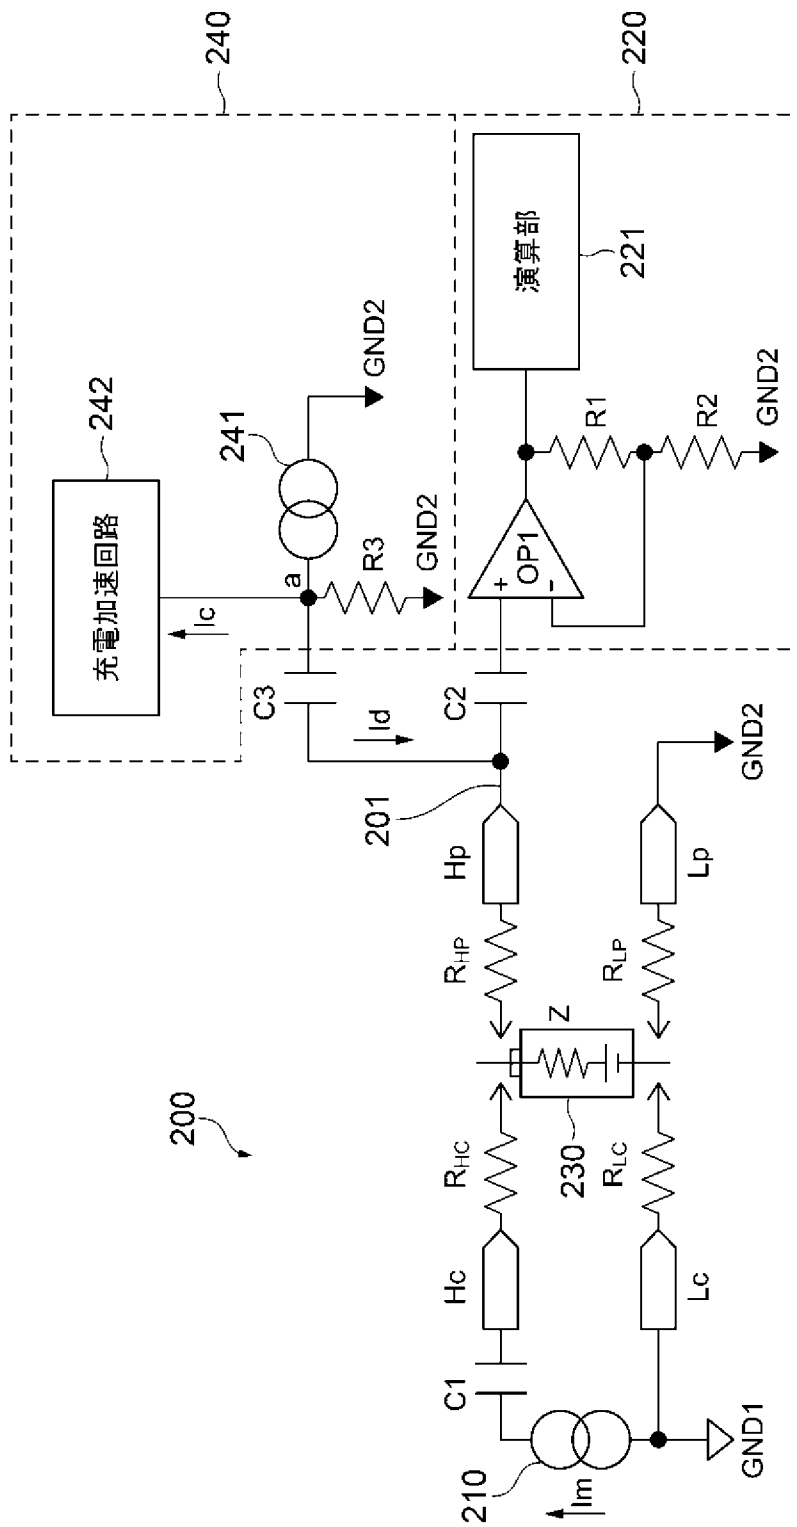 200
240
242
充電加速回路
Ic
241
a
R3
GND2
GND2
C3
Id
201
C2
220
演算部
221
+
-
OP1
R1
R2
GND2
Hc
RHC
RHP
Hp
C1
210
Im
230
Z
Lc
RLC
RLP
Lp
GND1
GND2